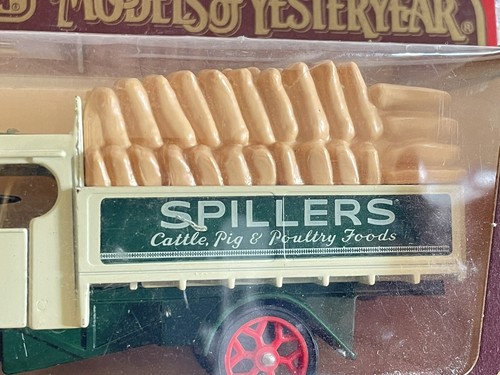 MODELS OF YESTERYEAR®
SPILLERS
Cattle, Pig & Poultry Foods